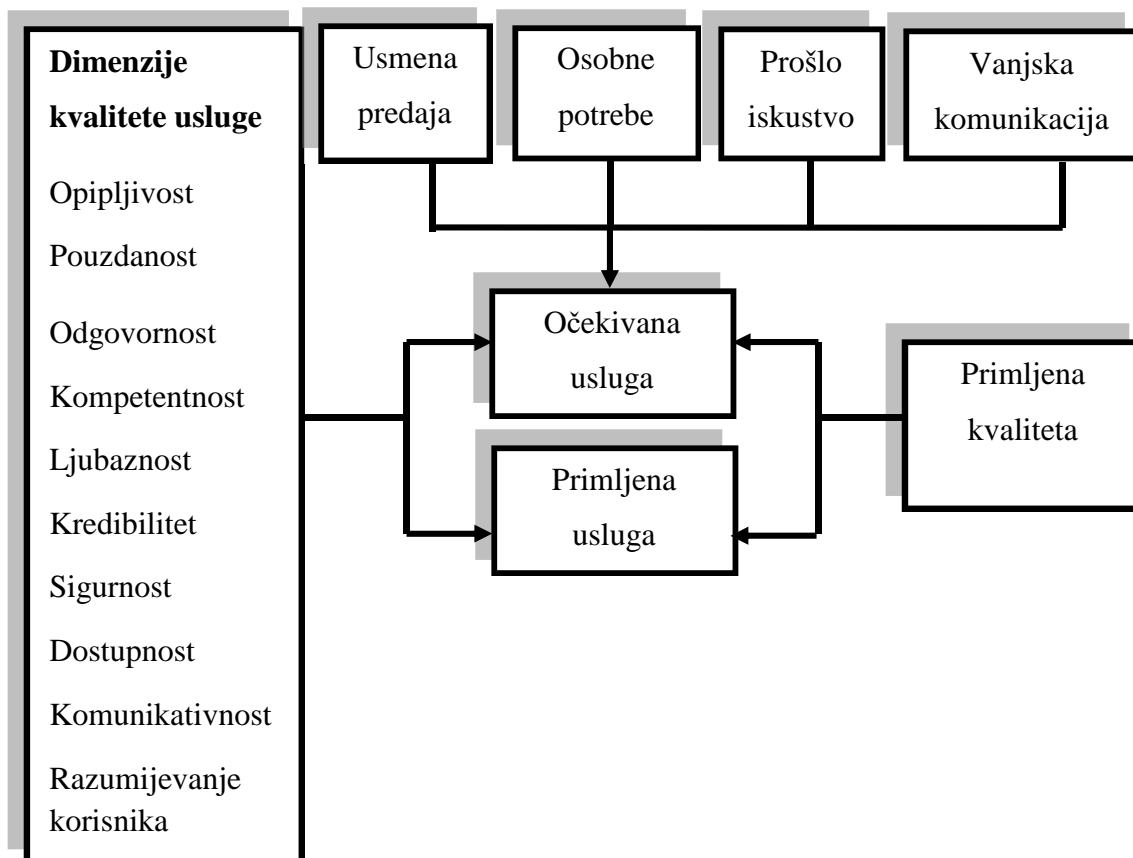 Dimenzije
kvalitete usluge
Opipljivost
Pouzdanost
Odgovornost
Kompetentnost
Ljubaznost
Kredibilitet
Sigurnost
Dostupnost
Komunikativnost
Razumijevanje
korisnika
Usmena
predaja
Osobne
potrebe
Prošlo
iskustvo
Vanjska
komunikacija
Očekivana
usluga
Primljena
usluga
Primljena
kvaliteta